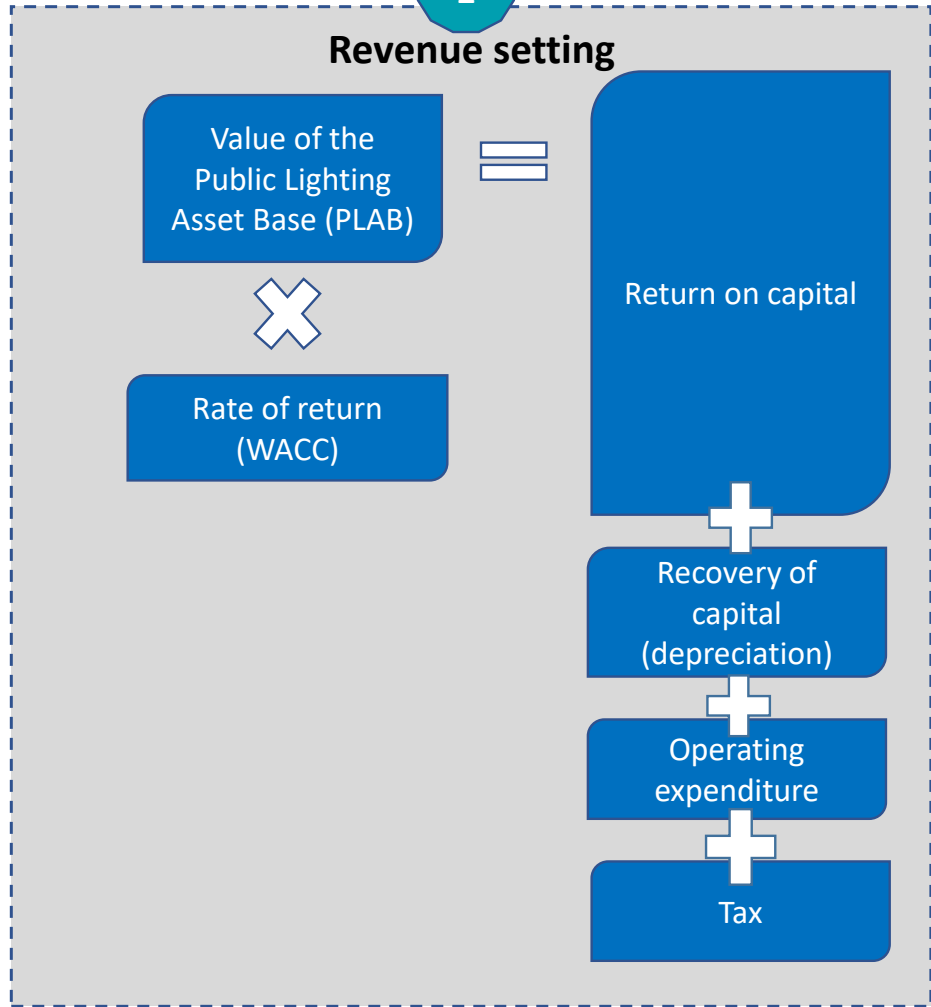 Revenue setting
Value of the
Public Lighting
Asset Base (PLAB)
Rate of return
(WACC)
Return on capital
Recovery of
capital
(depreciation)
Operating
expenditure
Tax